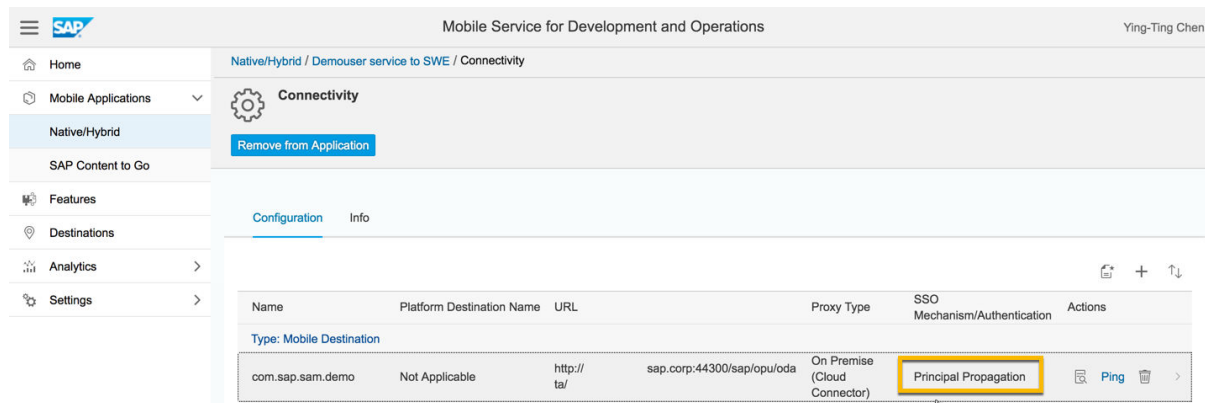 SAP
Mobile Service for Development and Operations
Ying-Ting Chen
Home
Mobile Applications
Native/Hybrid
SAP Content to Go
Features
Destinations
Analytics
Settings
Native/Hybrid / Demouser service to SWE / Connectivity
Connectivity
Remove from Application
Configuration Info
Name Platform Destination Name URL Proxy Type SSO Mechanism/Authentication Actions
Type: Mobile Destination
com.sap.sam.demo Not Applicable http:// sap.corp:44300/sap/opu/oda
ta/
On Premise
(Cloud
Connector)
Principal Propagation Ping